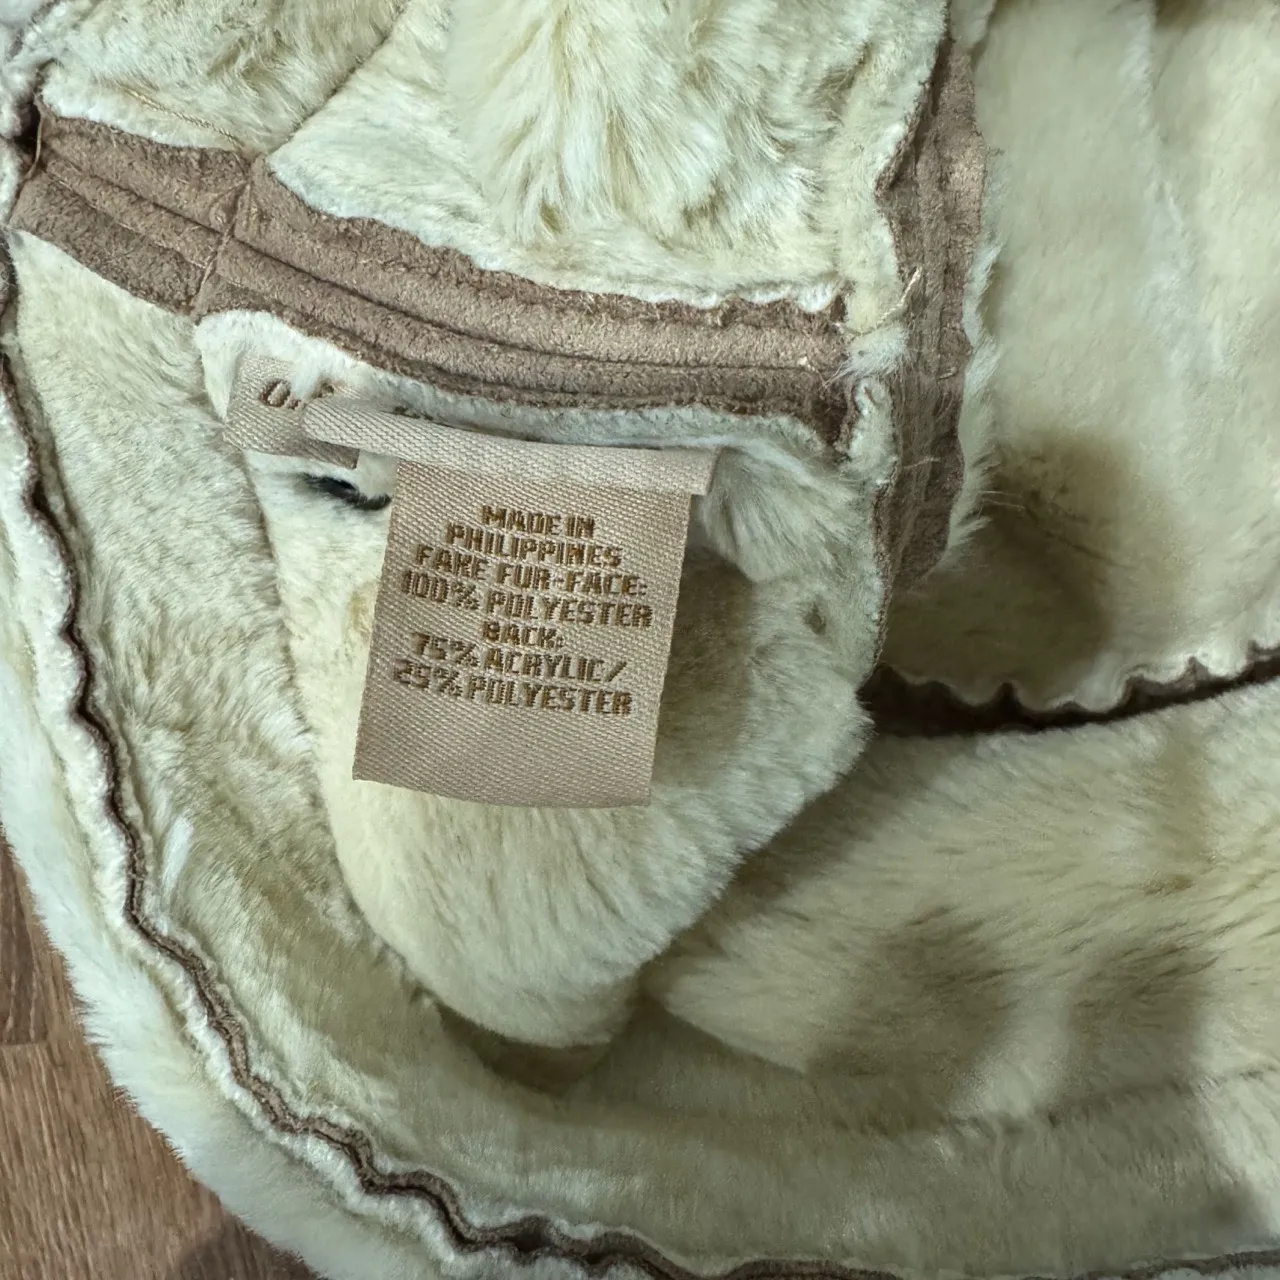 MADE IN
PHILIPPINES
FAKE FUR-FACE:
100% POLYESTER
BACK:
75% ACRYLIC/
25% POLYESTER